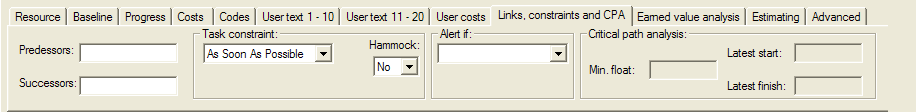 Resource Baseline Progress Costs Codes User text 1 - 10 User text 11 - 20 User costs Links, constraints and CPA Earned value analysis Estimating Advanced
Task constraint: Alert if: Critical path analysis:
Predessors: Hammock: Latest start:
As Soon As Possible
No Min. float:
Successors: Latest finish: